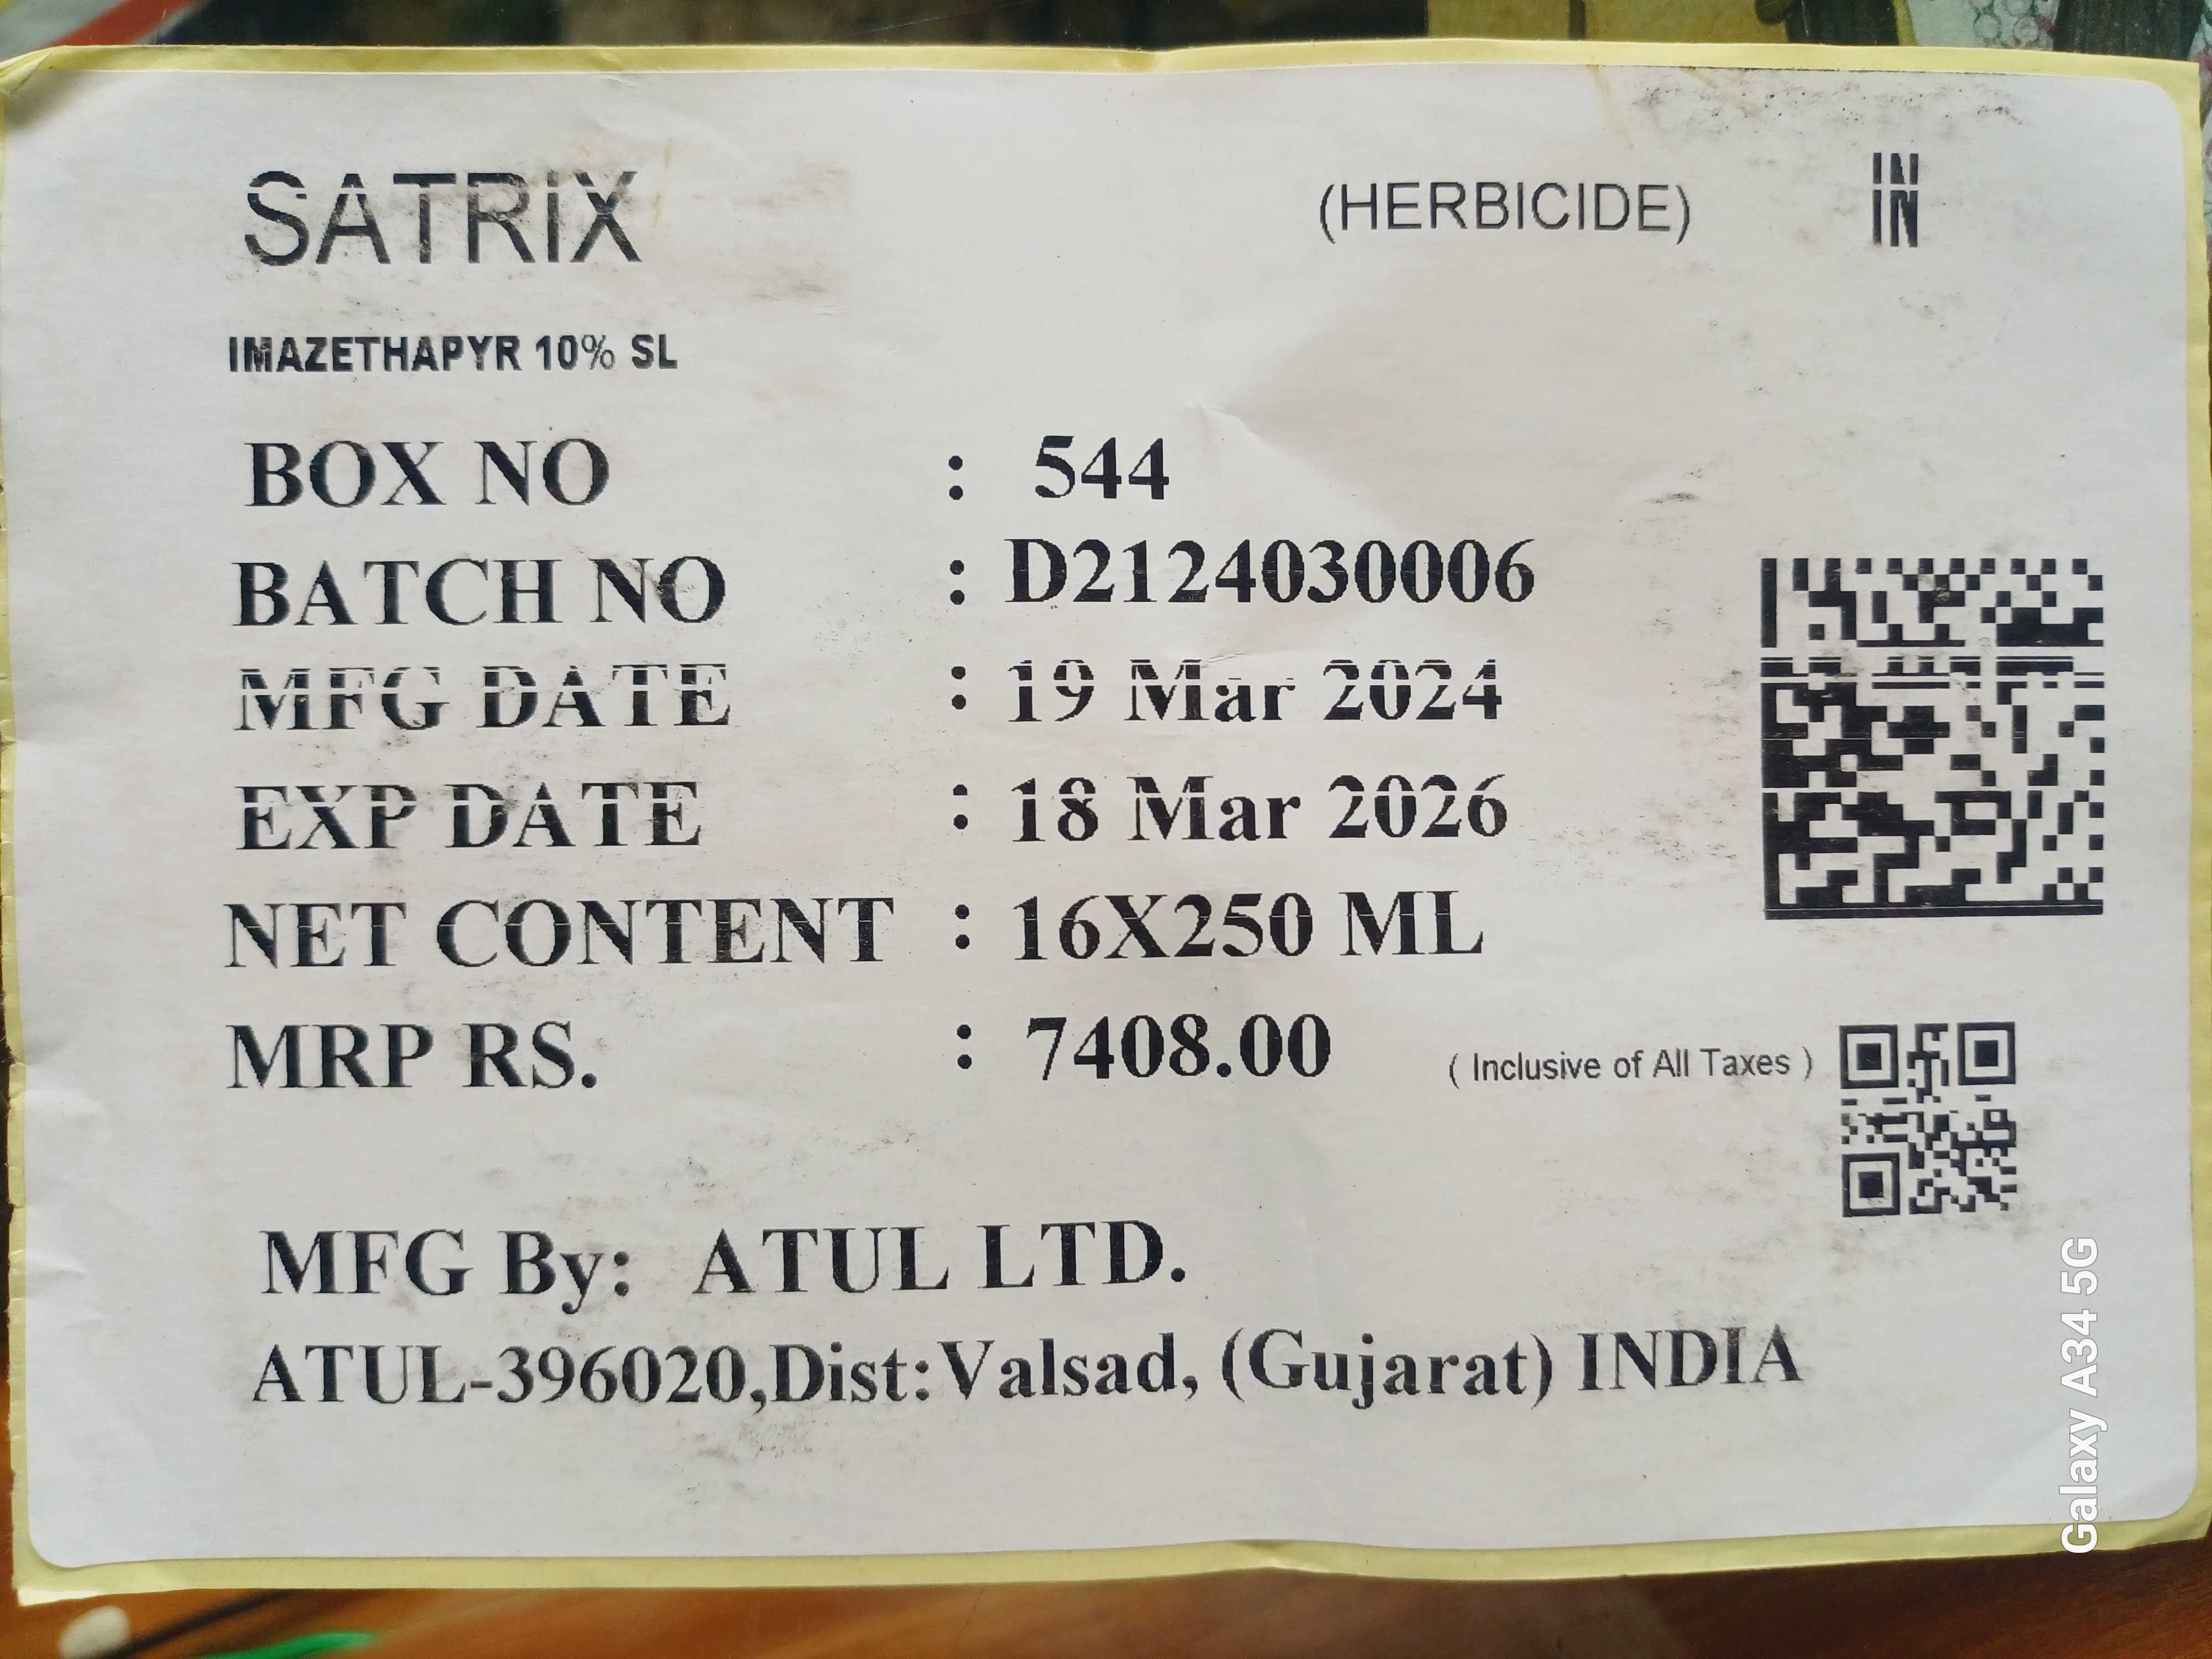 SATRIX (HERBICIDE) IN
IMAZETHAPYR 10% SL
BOX NO : 544
BATCH NO : D2124030006
MFG DATE : 19 Mar 2024
EXP DATE : 18 Mar 2026
NET CONTENT : 16X250 ML
MRP RS. : 7408.00 ( Inclusive of All Taxes )
MFG By: ATUL LTD.
ATUL-396020,Dist:Valsad, (Gujarat) INDIA
Galaxy A34 5G